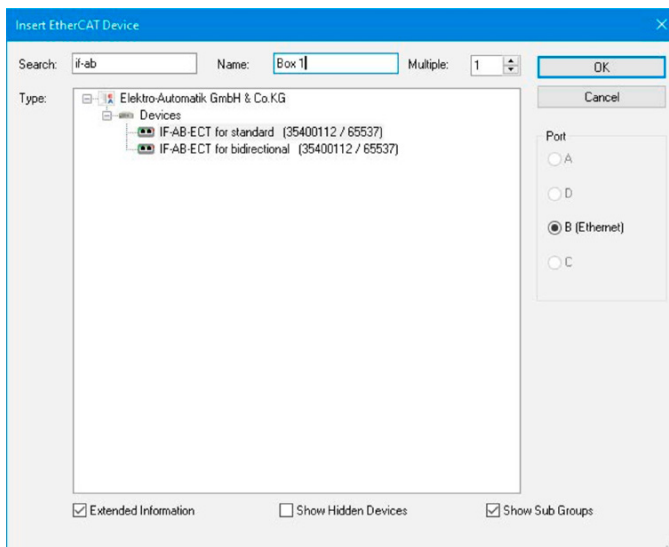 Insert EtherCAT Device
Search: if-ab Name: Box 1 Multiple: 1 OK
Type: Elektro-Automatik GmbH & Co.KG Cancel
Devices
IF-AB-ECT for standard (35400112 / 65537)
IF-AB-ECT for bidirectional (35400112 / 65537)
Port
A
D
B (Ethernet)
C
Extended Information Show Hidden Devices Show Sub Groups